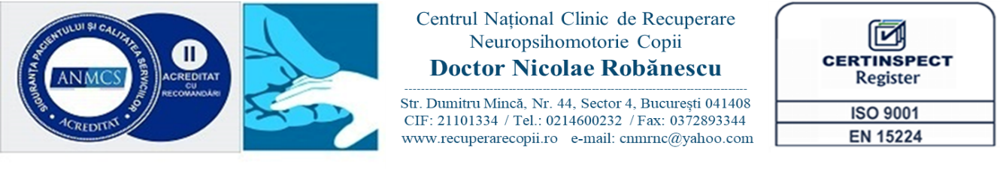 SIGURANȚA PACIENTULUI ȘI CALITATEA SERVICIILOR
ANMCS
• ACREDITAT •
II
ACREDITAT
CU
RECOMANDĂRI
Centrul Național Clinic de Recuperare
Neuropsihomotorie Copii
Doctor Nicolae Robănescu
--------------------------------------------------------------------------------
Str. Dumitru Mincă, Nr. 44, Sector 4, București 041408
CIF: 21101334 / Tel.: 0214600232 / Fax: 0372893344
www.recuperarecopii.ro e-mail: cnmrnc@yahoo.com
CERTINSPECT
Register
ISO 9001
EN 15224